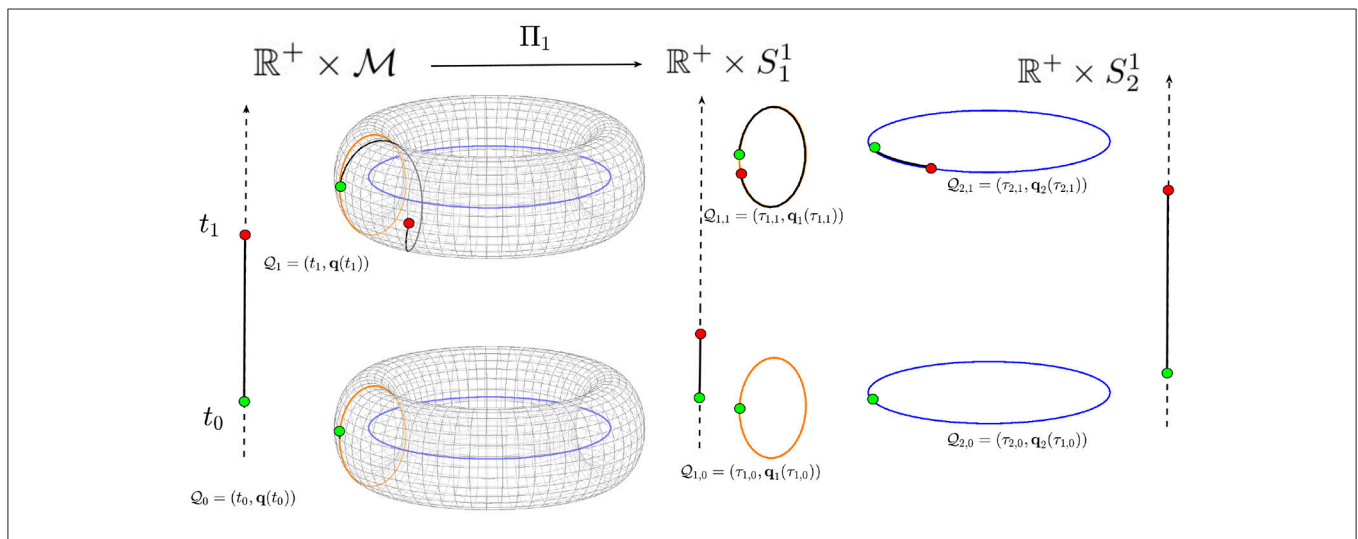 Π₁
ℝ⁺ × ℳ
ℝ⁺ × S₁¹
ℝ⁺ × S₂¹
t₁
𝒬₁ = (t₁, 𝐪(t₁))
𝒬₁,₁ = (τ₁,₁, 𝐪₁(τ₁,₁))
𝒬₂,₁ = (τ₂,₁, 𝐪₂(τ₂,₁))
t₀
𝒬₀ = (t₀, 𝐪(t₀))
𝒬₁,₀ = (τ₁,₀, 𝐪₁(τ₁,₀))
𝒬₂,₀ = (τ₂,₀, 𝐪₂(τ₁,₀))